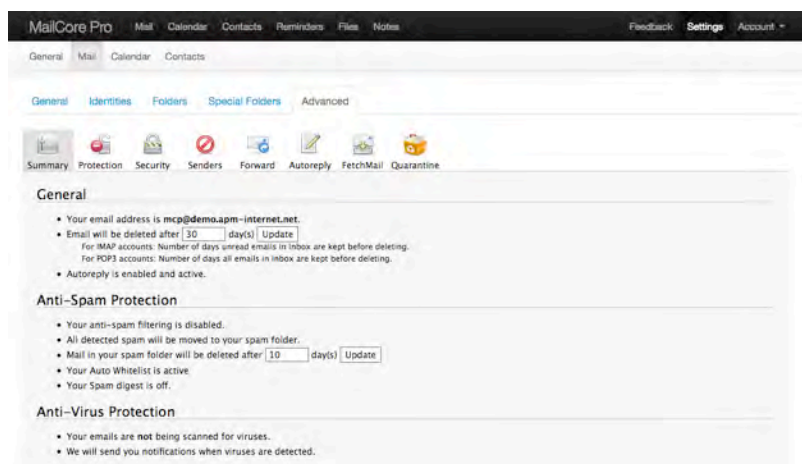 MailCore Pro Mail Calendar Contacts Reminders Files Notes Feedback Settings Account
General Mail Calendar Contacts
General Identities Folders Special Folders Advanced
Summary Protection Security Senders Forward Autoreply FetchMail Quarantine
General
• Your email address is mcp@demo.apm-internet.net.
• Email will be deleted after 30 day(s) Update
For IMAP accounts: Number of days unread emails in inbox are kept before deleting.
For POP3 accounts: Number of days all emails in inbox are kept before deleting.
• Autoreply is enabled and active.
Anti-Spam Protection
• Your anti-spam filtering is disabled.
• All detected spam will be moved to your spam folder.
• Mail in your spam folder will be deleted after 10 day(s) Update
• Your Auto Whitelist is active
• Your Spam digest is off.
Anti-Virus Protection
• Your emails are not being scanned for viruses.
• We will send you notifications when viruses are detected.